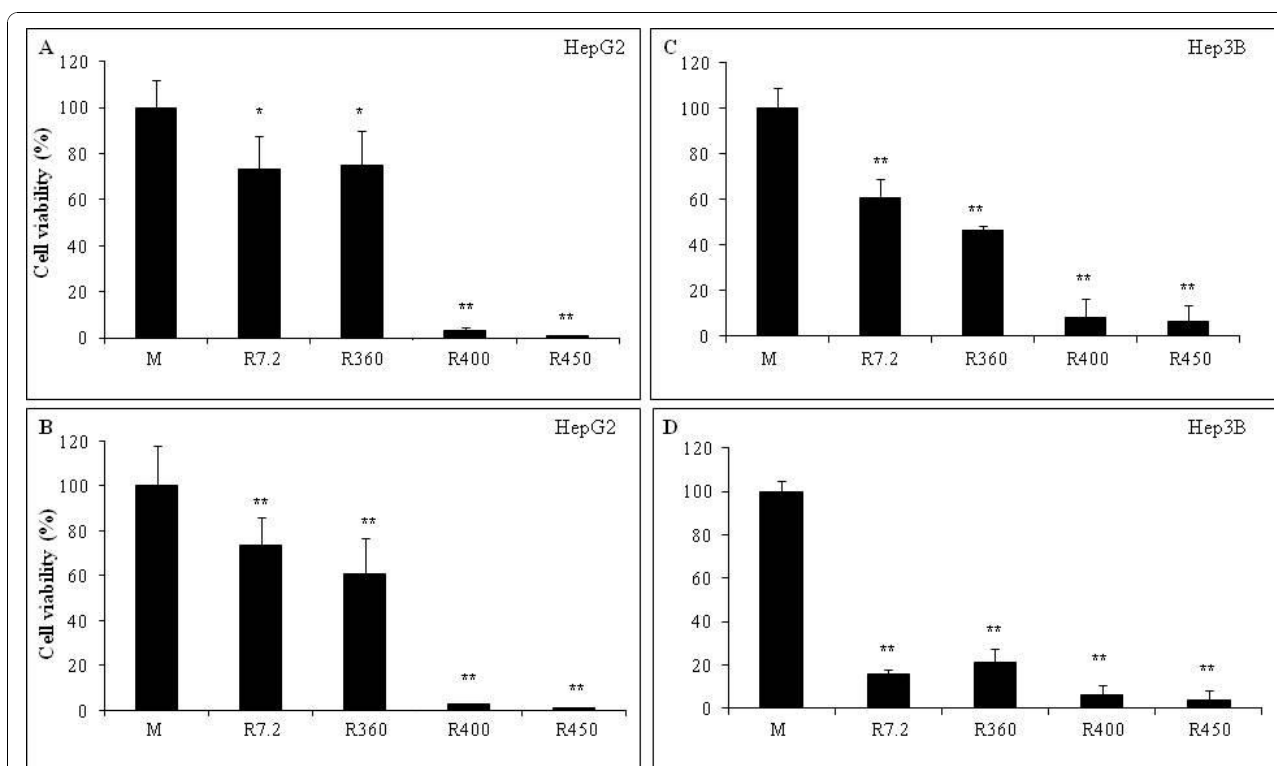 A HepG2
Cell viability (%)
120
100
80
60
40
20
0
* * ** **
M R7.2 R360 R400 R450
C Hep3B
120
100
80
60
40
20
0
** ** ** **
M R7.2 R360 R400 R450
B HepG2
Cell viability (%)
120
100
80
60
40
20
0
** ** ** **
M R7.2 R360 R400 R450
D Hep3B
120
100
80
60
40
20
0
** ** ** **
M R7.2 R360 R400 R450